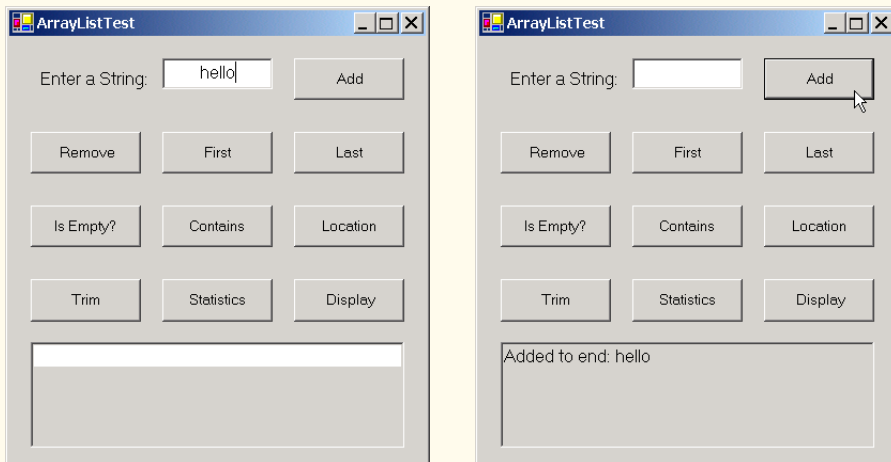 ArrayListTest
Enter a String: hello Add
Remove First Last
Is Empty? Contains Location
Trim Statistics Display
ArrayListTest
Enter a String: Add
Remove First Last
Is Empty? Contains Location
Trim Statistics Display
Added to end: hello